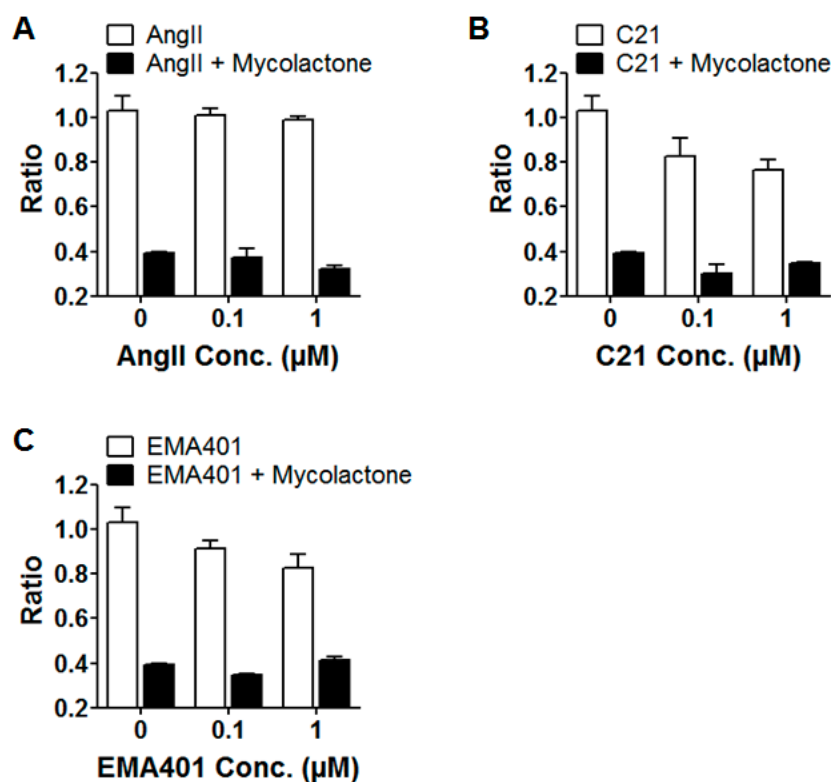 A
AngII
AngII + Mycolactone
1.2
1.0
0.8
0.6
0.4
0.2
Ratio
0 0.1 1
AngII Conc. (µM)
B
C21
C21 + Mycolactone
1.2
1.0
0.8
0.6
0.4
0.2
Ratio
0 0.1 1
C21 Conc. (µM)
C
EMA401
EMA401 + Mycolactone
1.2
1.0
0.8
0.6
0.4
0.2
Ratio
0 0.1 1
EMA401 Conc. (µM)